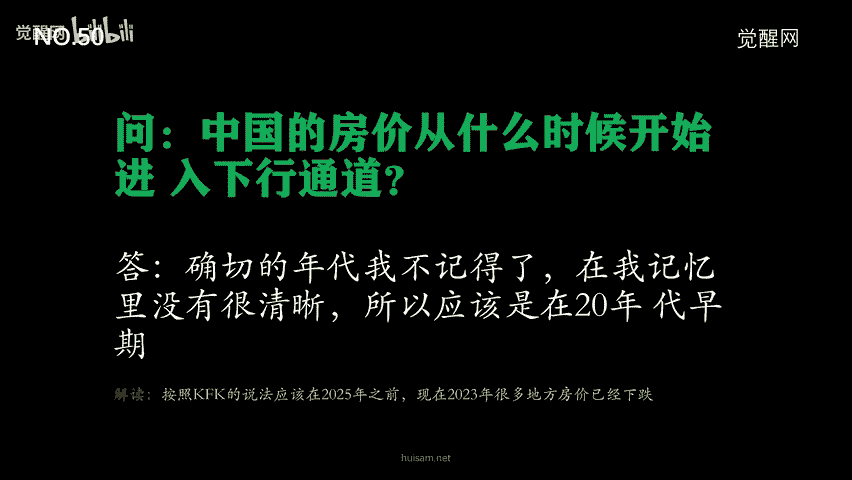 觉醒网 bilibili
NO.50
觉醒网
问：中国的房价从什么时候开始
进 入下行通道?
答：确切的年代我不记得了，在我记忆
里没有很清晰，所以应该是在20年 代早
期
解读：按照KFK的说法应该在2025年之前，现在2023年很多地方房价已经下跌
huisam.net